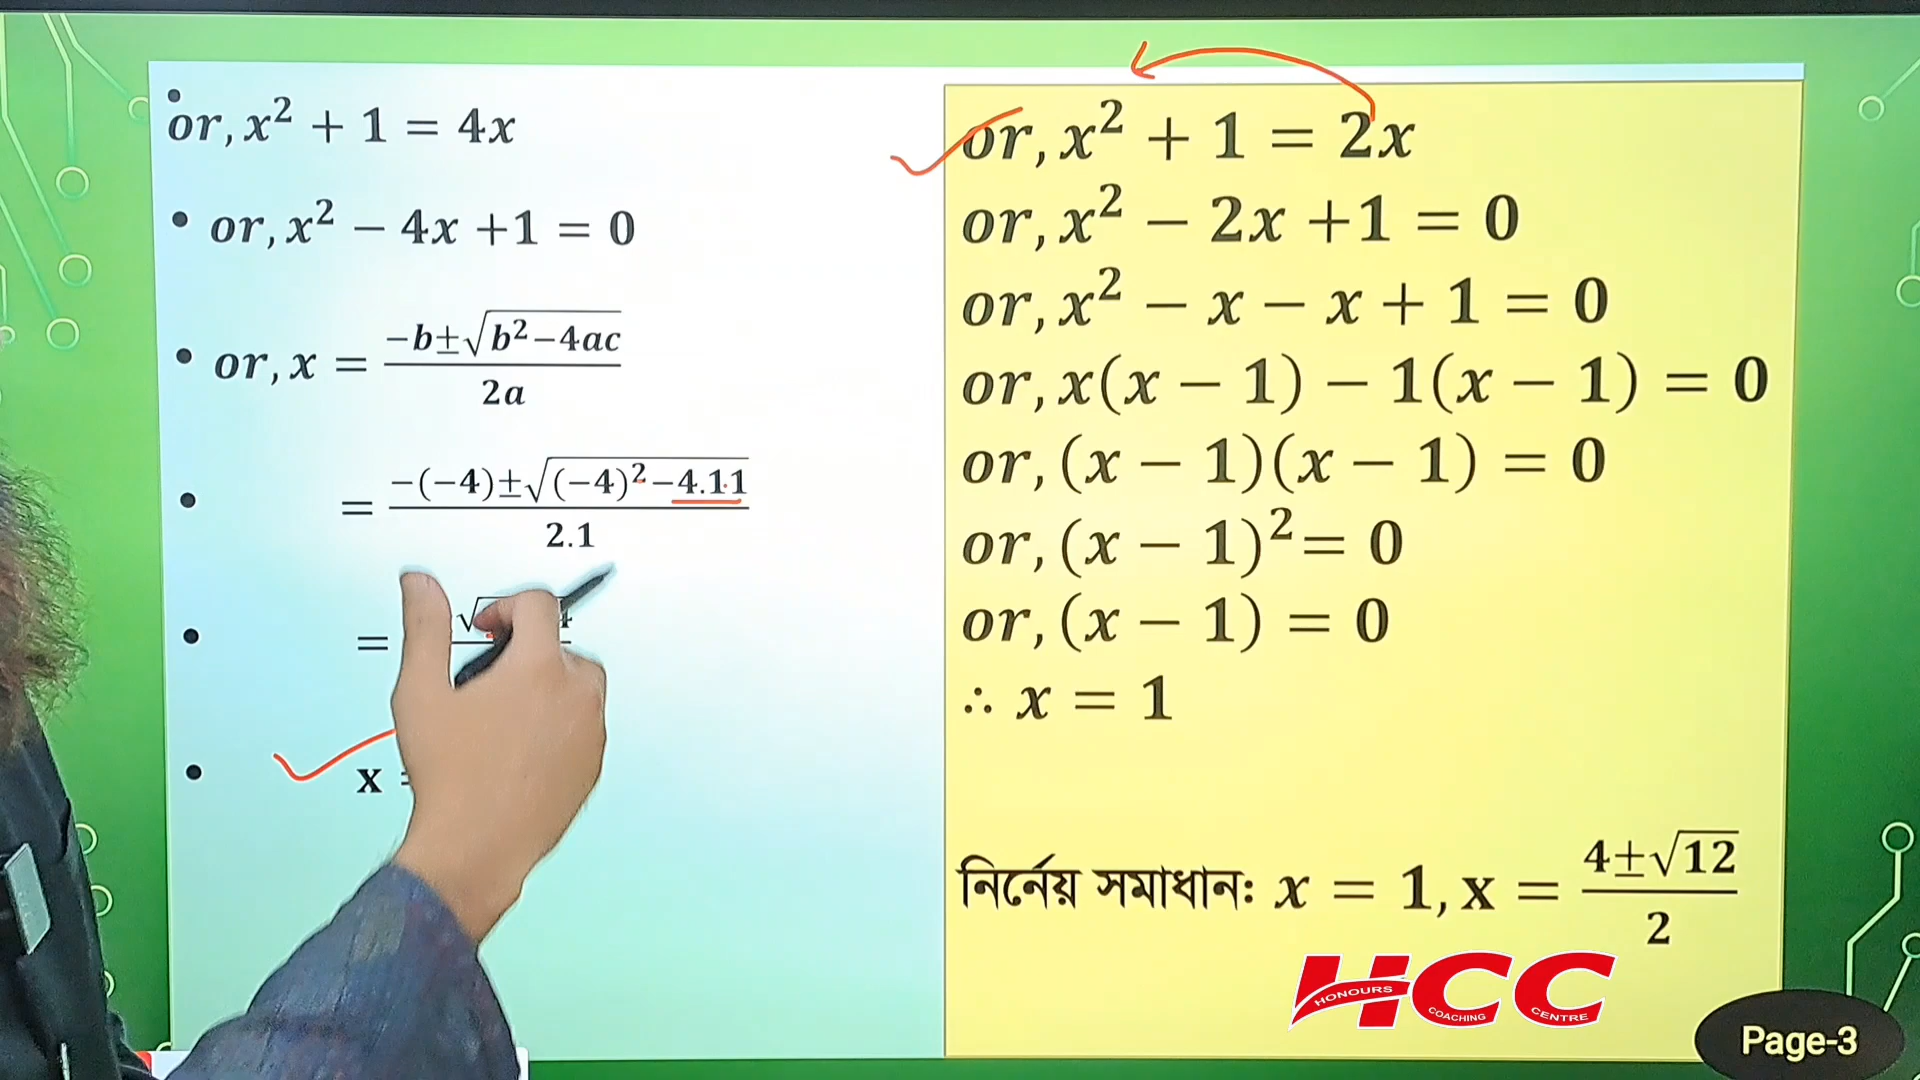 or, x² + 1 = 4x
• or, x² − 4x +1 = 0
• or, x = (−b±√(b²−4ac))/(2a)
• = (−(−4)±√((−4)²−4.1.1))/(2.1)
• =
• x =
or, x² + 1 = 2x
or, x² − 2x +1 = 0
or, x² − x − x + 1 = 0
or, x(x − 1) − 1(x − 1) = 0
or, (x − 1)(x − 1) = 0
or, (x − 1)²= 0
or, (x − 1) = 0
∴ x = 1
নির্নেয় সমাধানঃ x = 1, x = (4±√12)/2
HCC
HONOURS COACHING CENTRE
Page-3